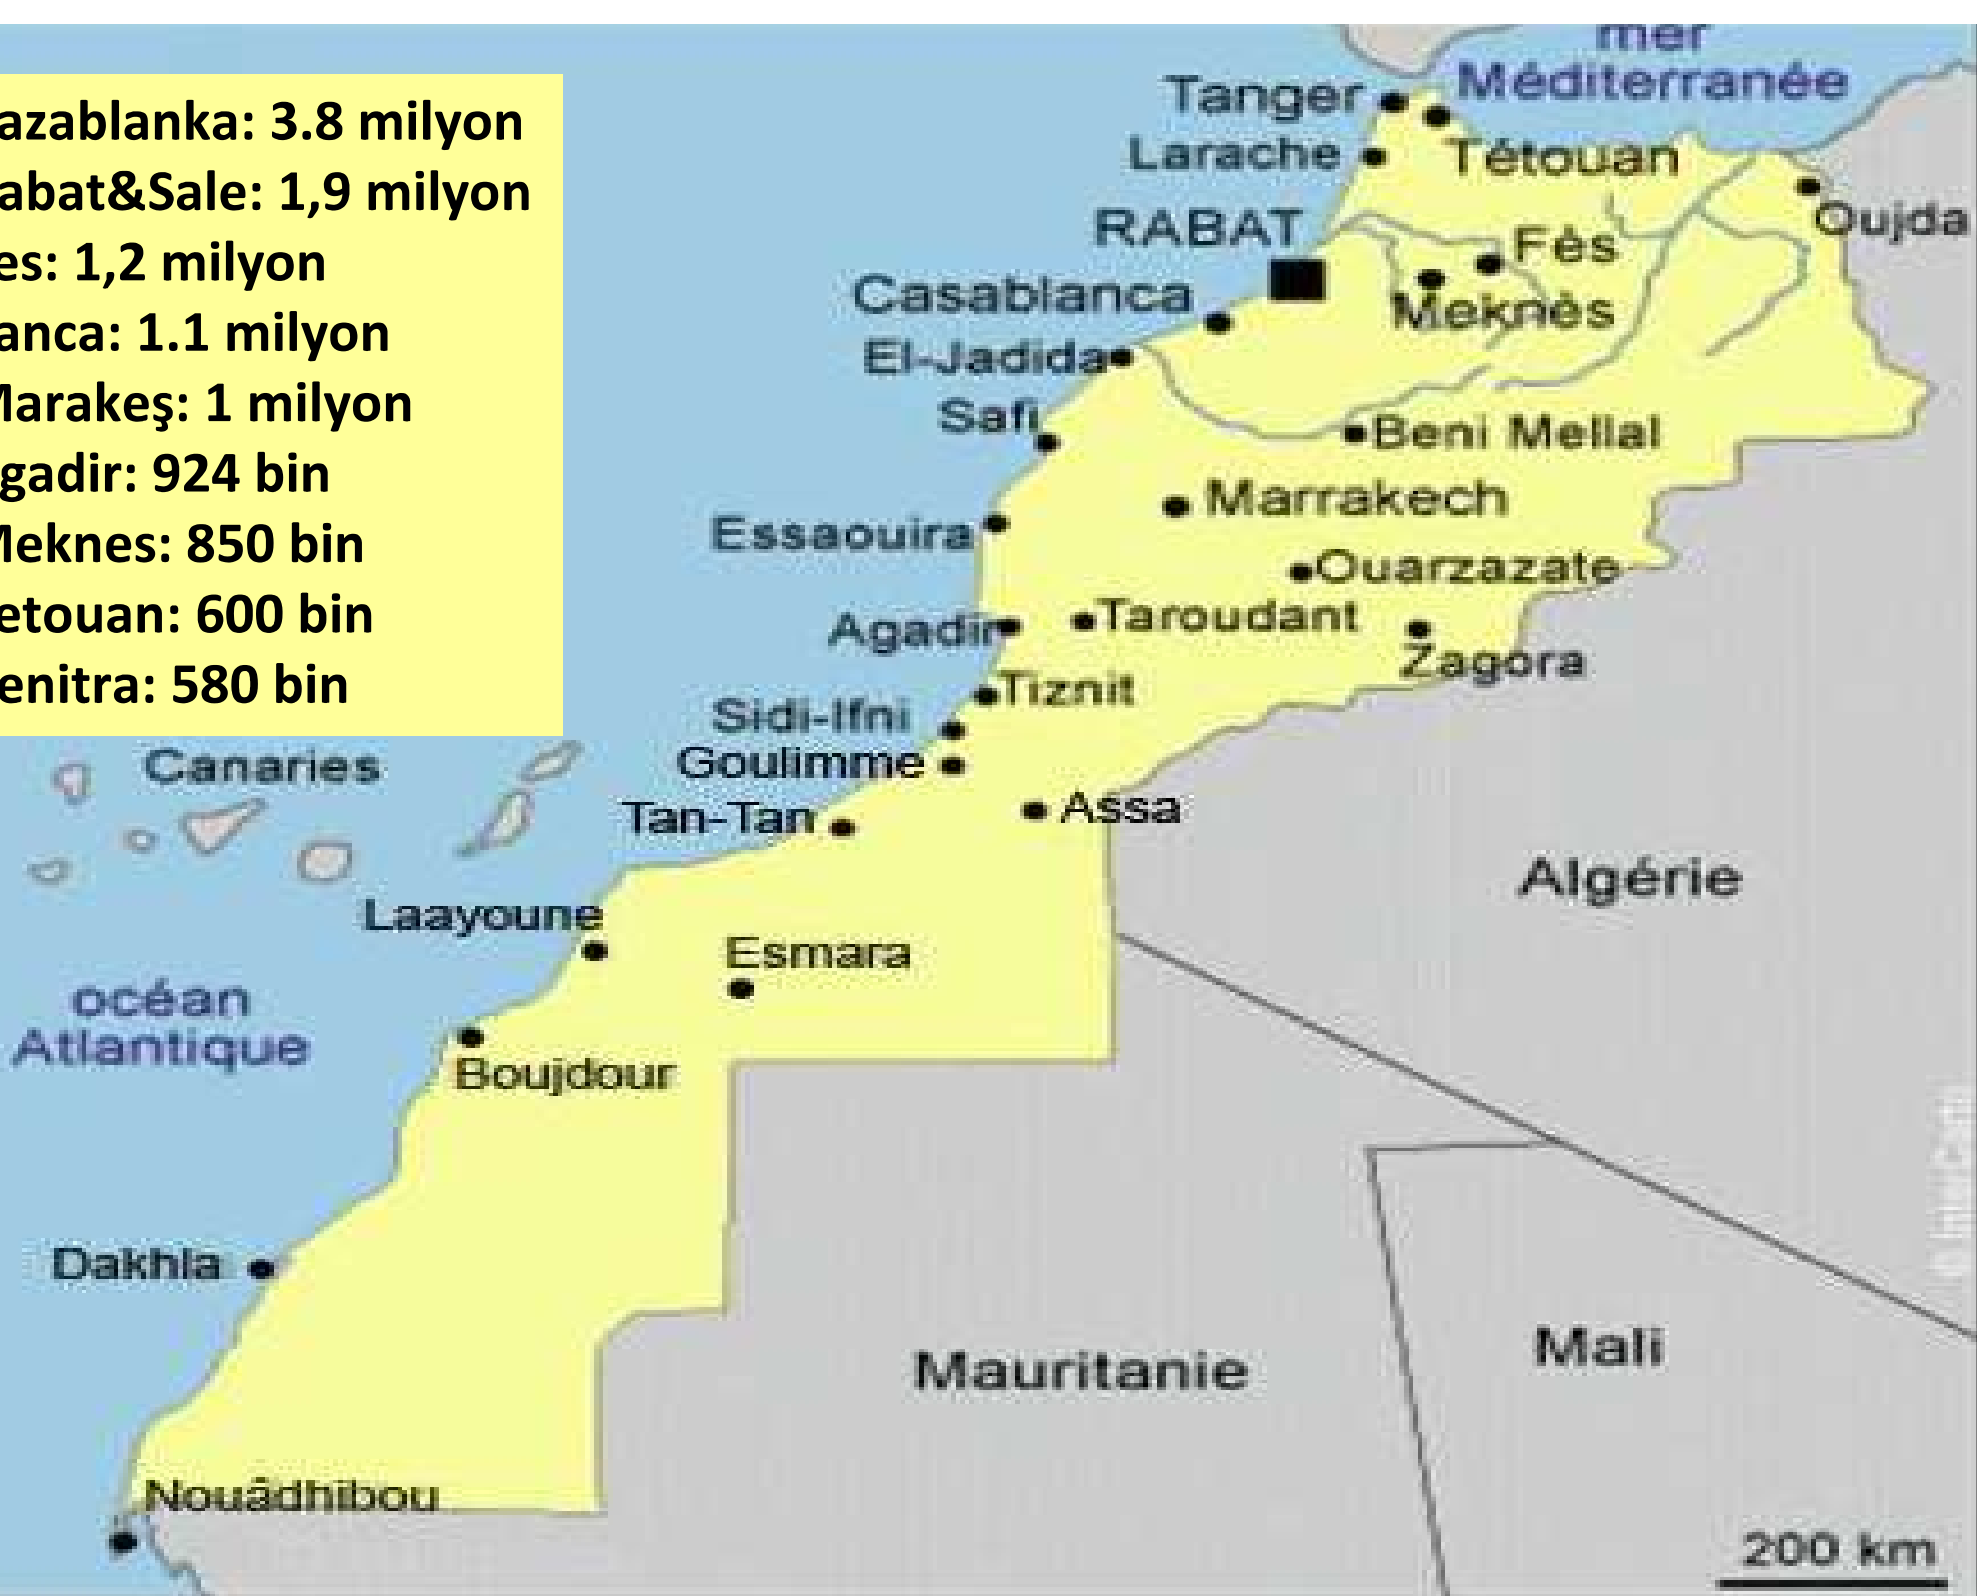 mer
Méditerranée
azablanka: 3.8 milyon
abat&Sale: 1,9 milyon
es: 1,2 milyon
anca: 1.1 milyon
Marakeş: 1 milyon
gadir: 924 bin
Meknes: 850 bin
etouan: 600 bin
enitra: 580 bin
Tanger
Larache
Tétouan
RABAT
Oujda
Fès
Casablanca
Meknès
El-Jadida
Safi
Beni Mellal
Marrakech
Essaouira
Ouarzazate
Agadir
Taroudant
Zagora
Tiznit
Sidi-Ifni
Goulimme
Canaries
Tan-Tan
Assa
Algérie
Laayoune
Esmara
océan
Atlantique
Boujdour
Dakhla
Mauritanie
Mali
Nouâdhibou
200 km